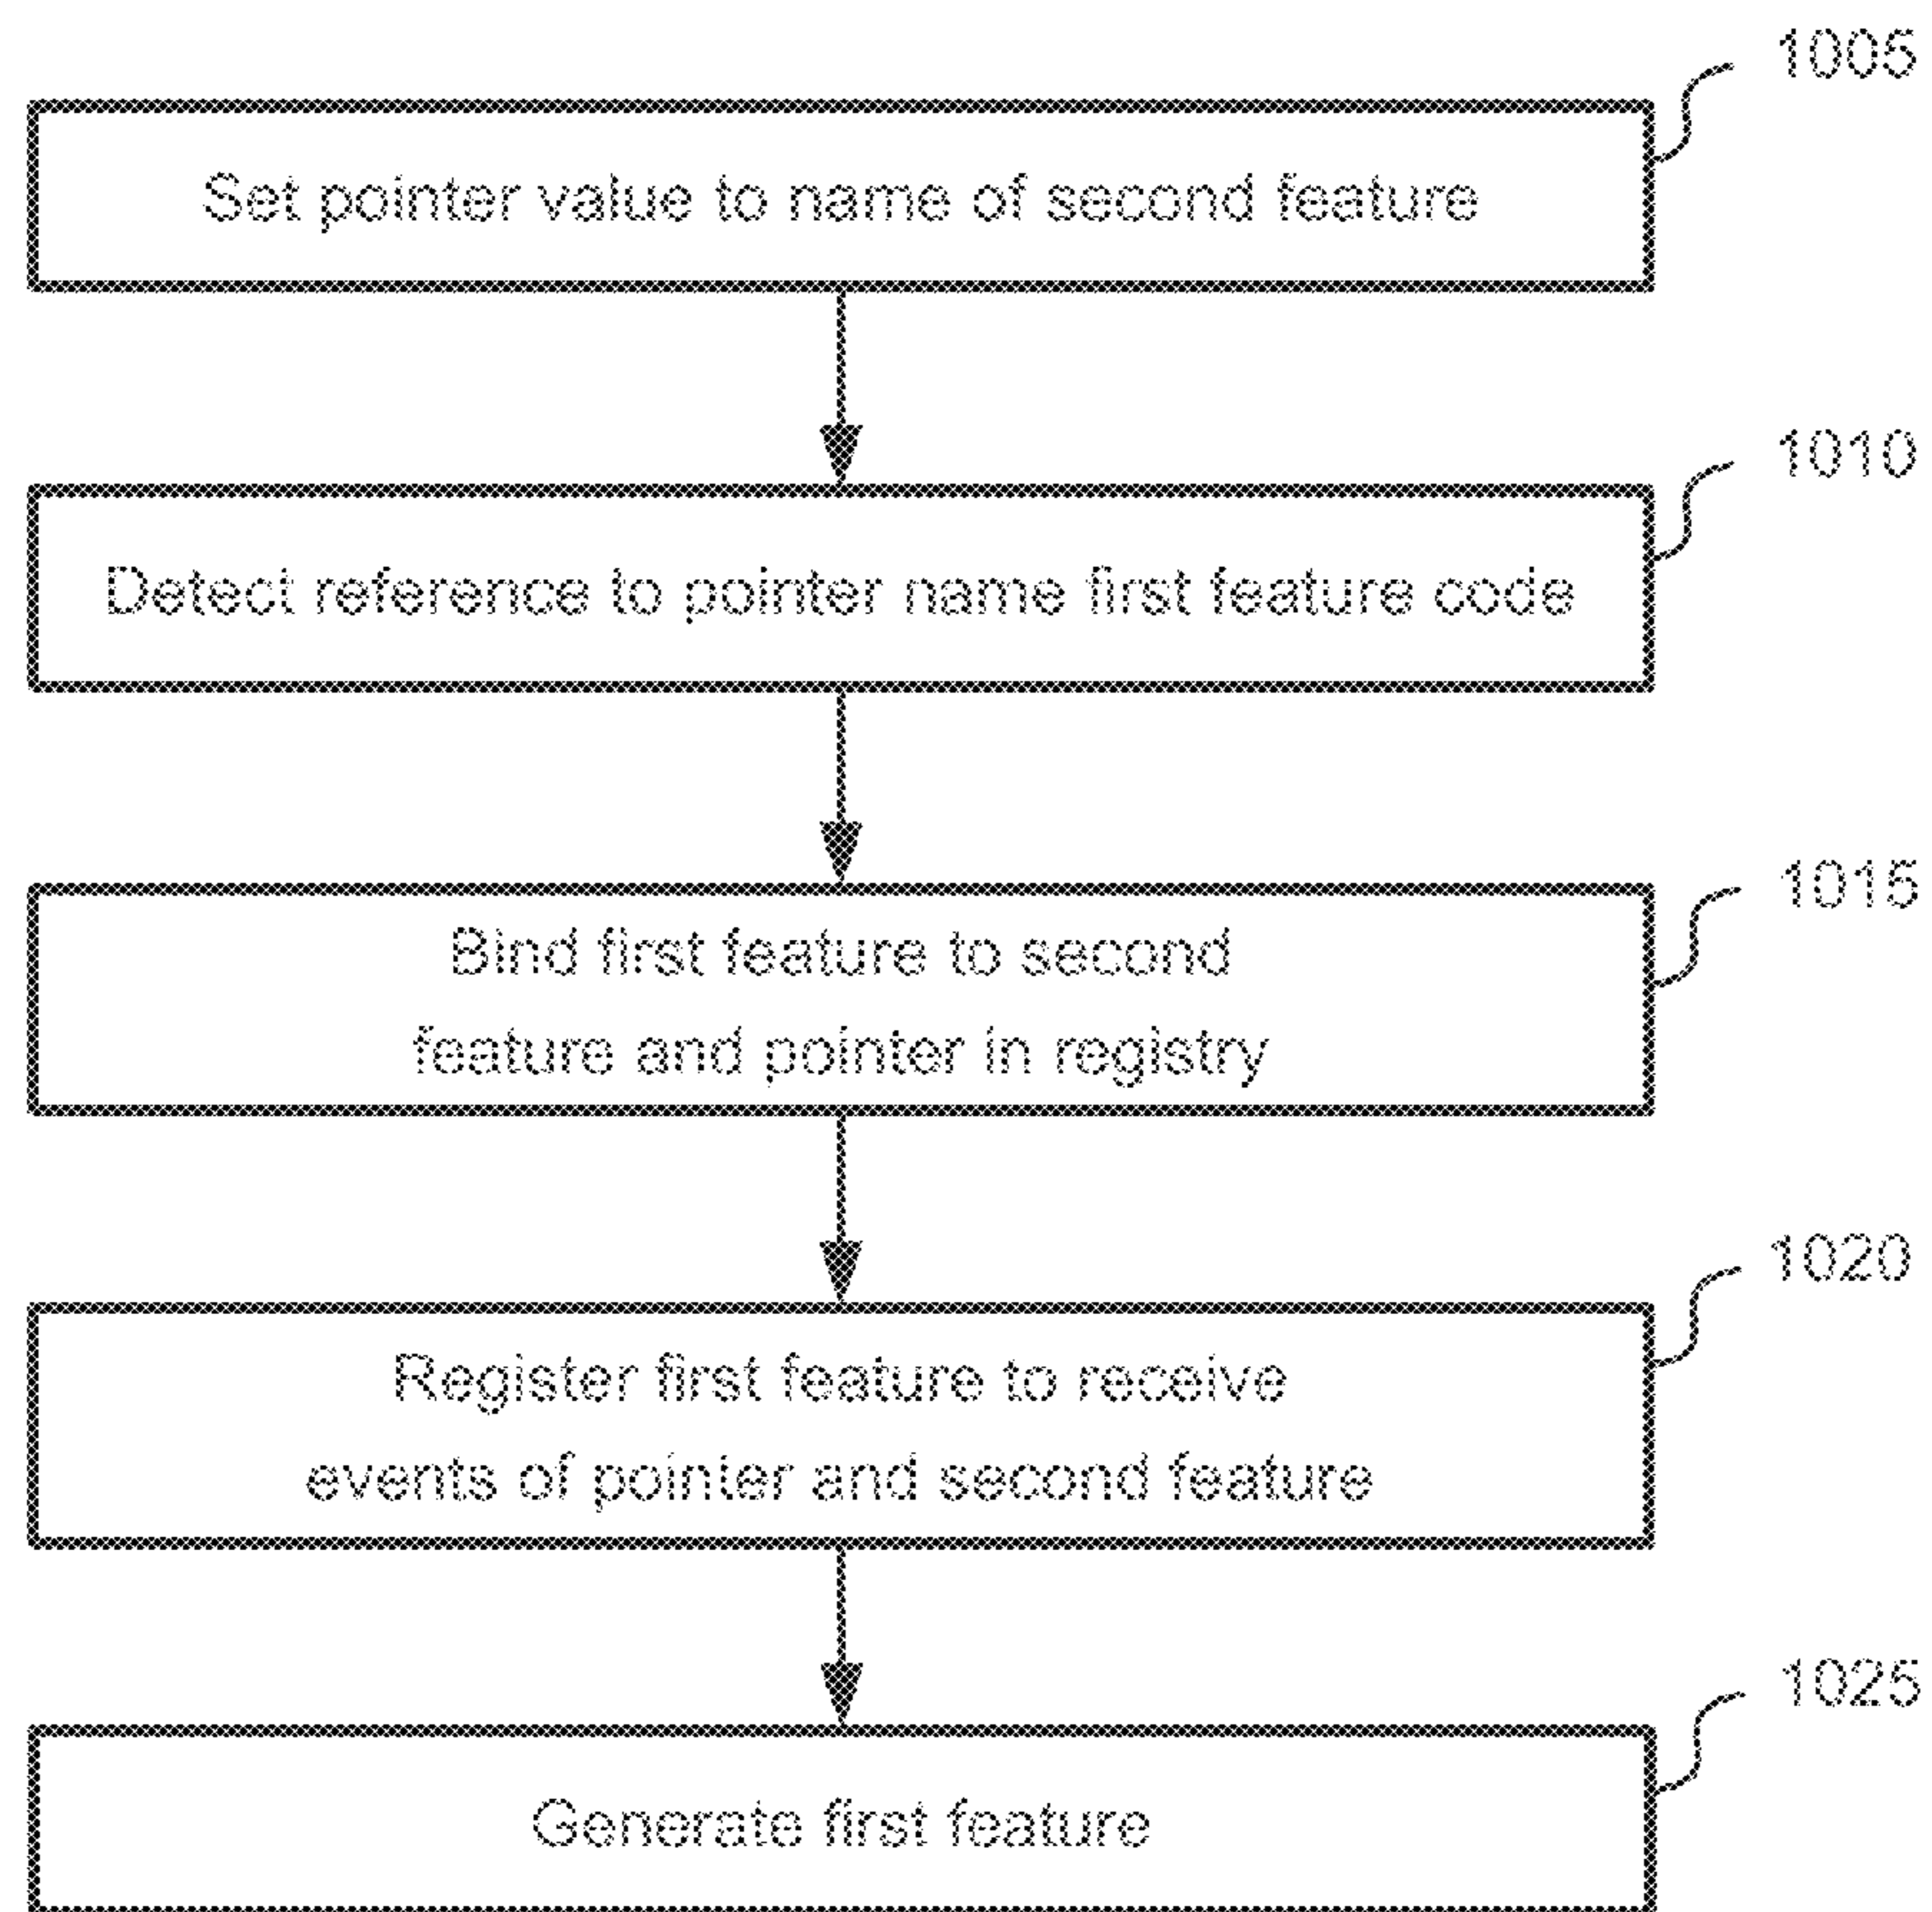 1005
Set pointer value to name of second feature
1010
Detect reference to pointer name first feature code
1015
Bind first feature to second
feature and pointer in registry
1020
Register first feature to receive
events of pointer and second feature
1025
Generate first feature